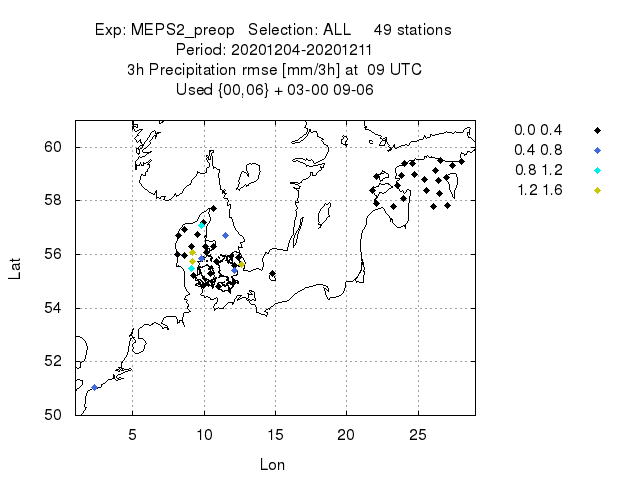 Exp: MEPS2_preop   Selection: ALL     49 stations
Period: 20201204-20201211
3h Precipitation rmse [mm/3h] at  09 UTC
Used {00,06} + 03-00 09-06
0.0 0.4
0.4 0.8
0.8 1.2
1.2 1.6
60
58
56
54
52
50
Lat
5 10 15 20 25
Lon